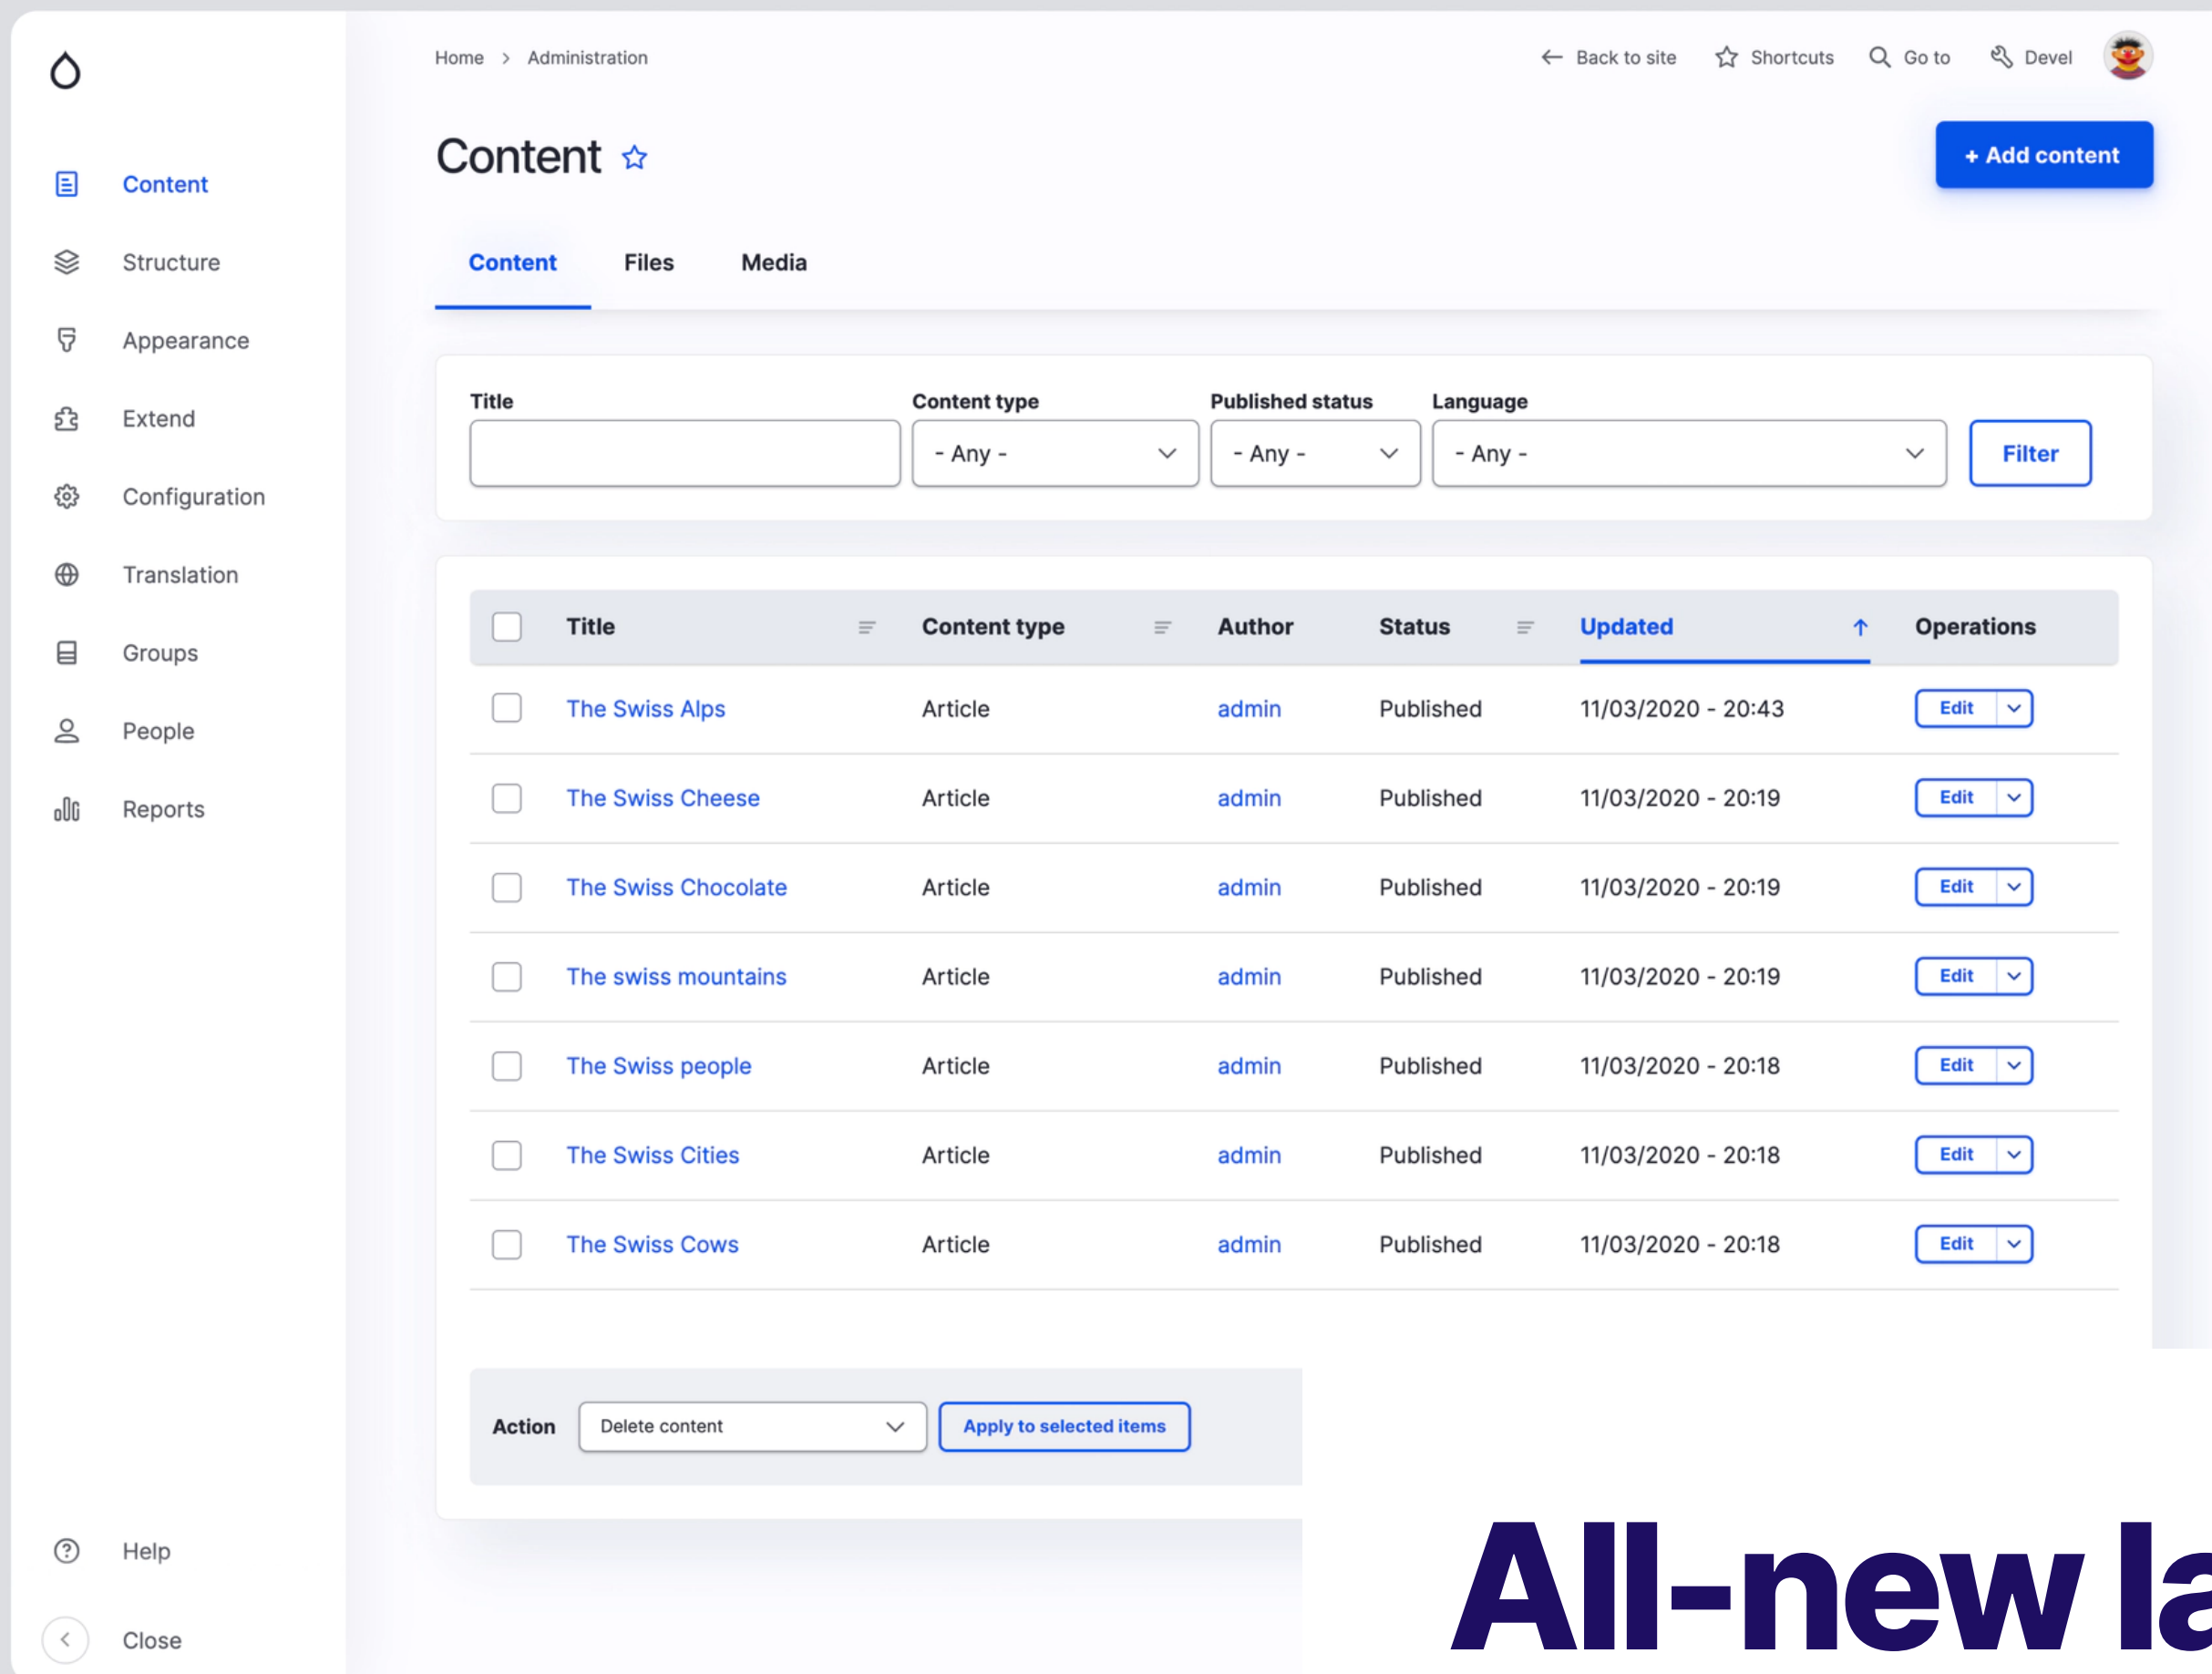 Home > Administration
← Back to site Shortcuts Go to Devel
Content
+ Add content
Content
Structure
Appearance
Extend
Configuration
Translation
Groups
People
Reports
Help
Close
Content Files Media
Title Content type Published status Language
- Any - - Any - - Any - Filter
Title Content type Author Status Updated ↑ Operations
The Swiss Alps Article admin Published 11/03/2020 - 20:43 Edit
The Swiss Cheese Article admin Published 11/03/2020 - 20:19 Edit
The Swiss Chocolate Article admin Published 11/03/2020 - 20:19 Edit
The swiss mountains Article admin Published 11/03/2020 - 20:19 Edit
The Swiss people Article admin Published 11/03/2020 - 20:18 Edit
The Swiss Cities Article admin Published 11/03/2020 - 20:18 Edit
The Swiss Cows Article admin Published 11/03/2020 - 20:18 Edit
Action Delete content Apply to selected items
All-new